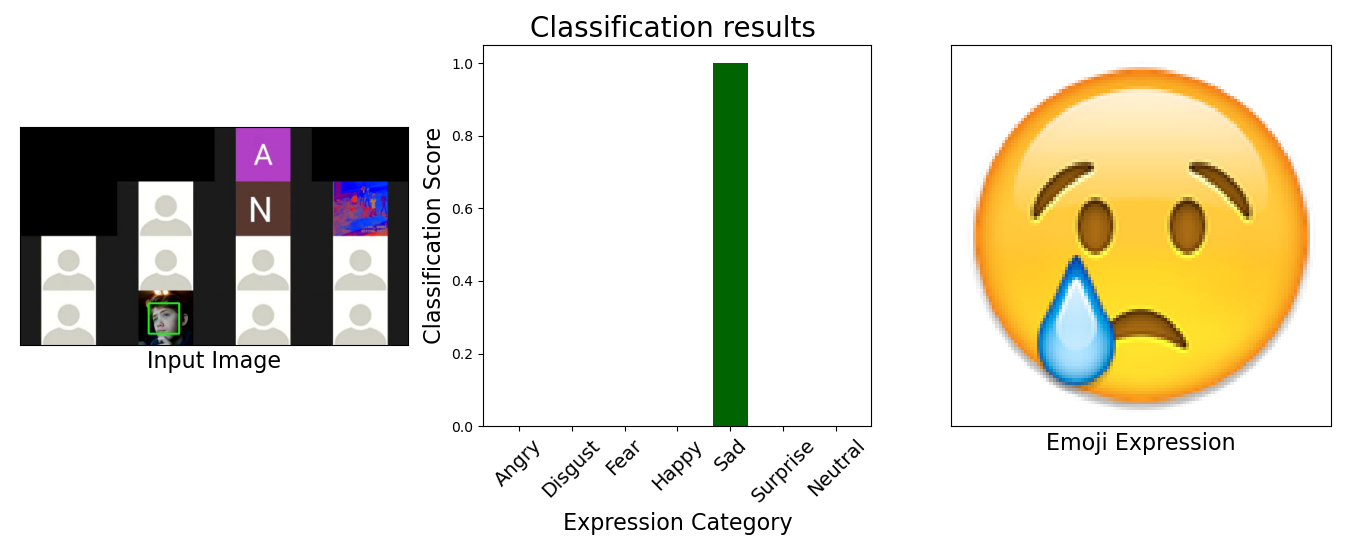 Classification results
A
N
Input Image
Classification Score
1.0
0.8
0.6
0.4
0.2
0.0
Angry
Disgust
Fear
Happy
Sad
Surprise
Neutral
Expression Category
Emoji Expression